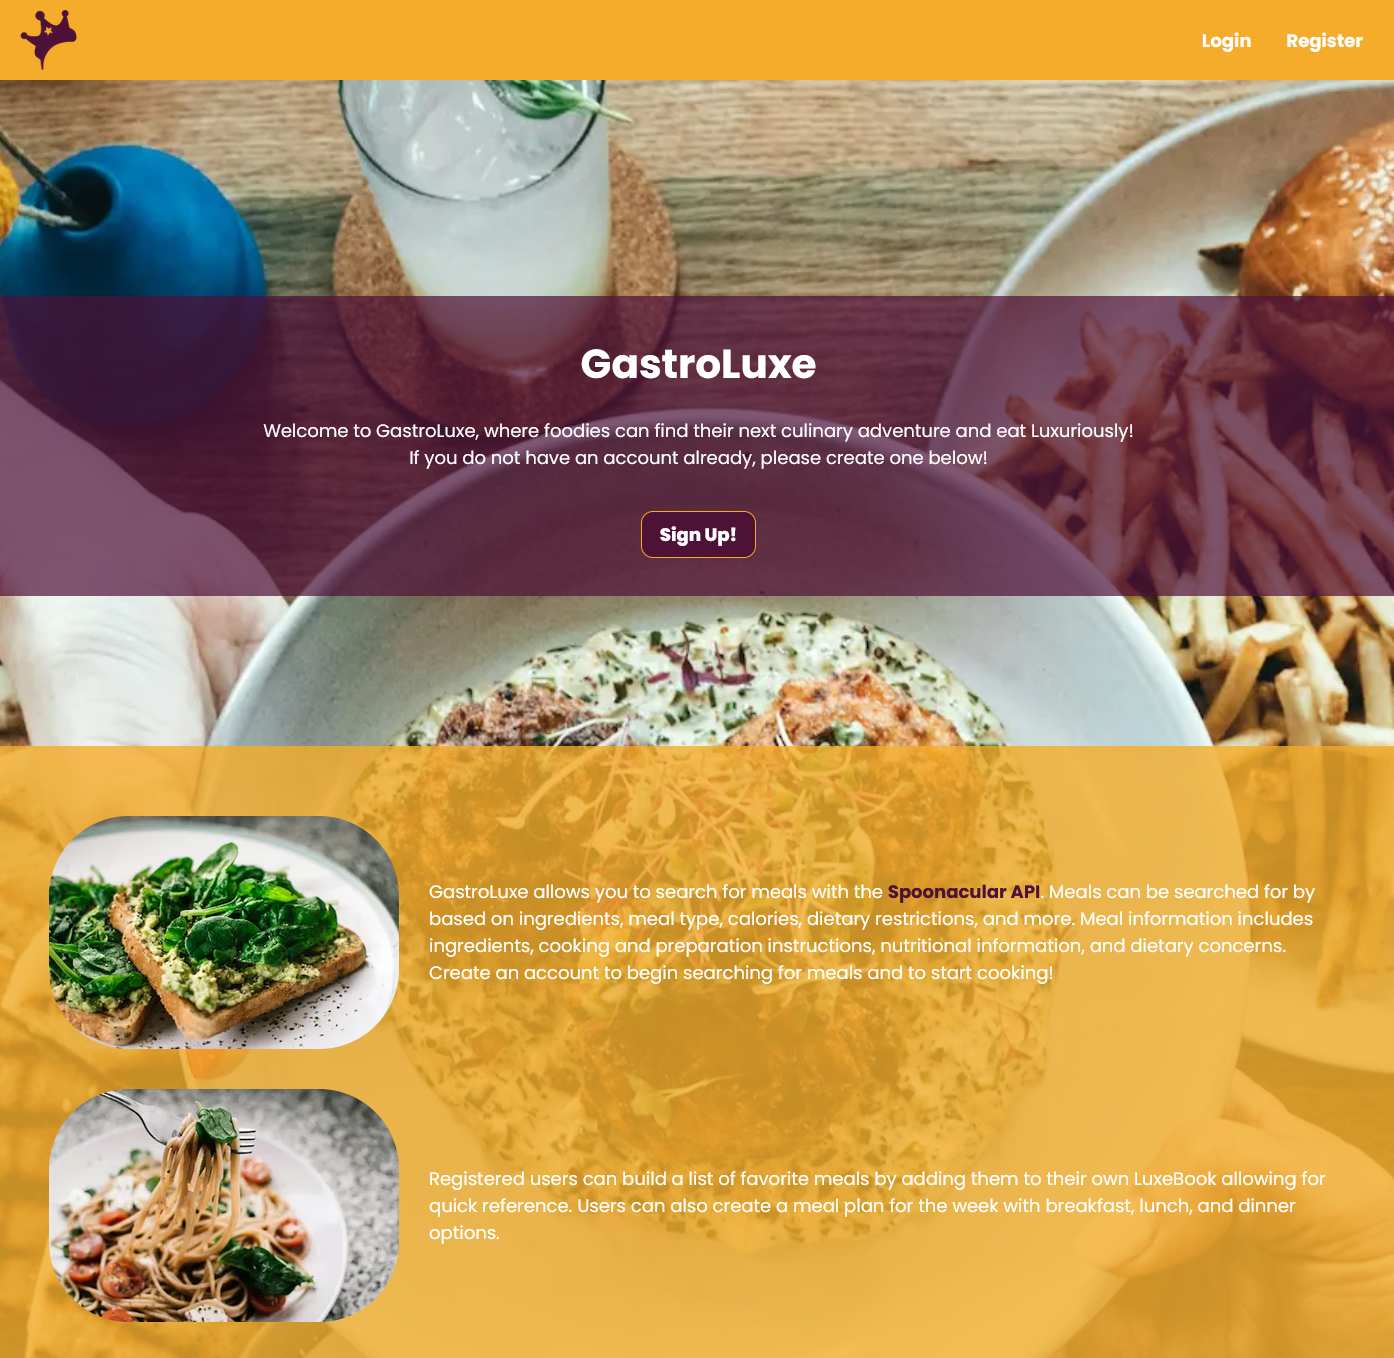 Login Register
GastroLuxe
Welcome to GastroLuxe, where foodies can find their next culinary adventure and eat Luxuriously!
If you do not have an account already, please create one below!
Sign Up!
GastroLuxe allows you to search for meals with the Spoonacular API. Meals can be searched for by
based on ingredients, meal type, calories, dietary restrictions, and more. Meal information includes
ingredients, cooking and preparation instructions, nutritional information, and dietary concerns.
Create an account to begin searching for meals and to start cooking!
Registered users can build a list of favorite meals by adding them to their own LuxeBook allowing for
quick reference. Users can also create a meal plan for the week with breakfast, lunch, and dinner
options.